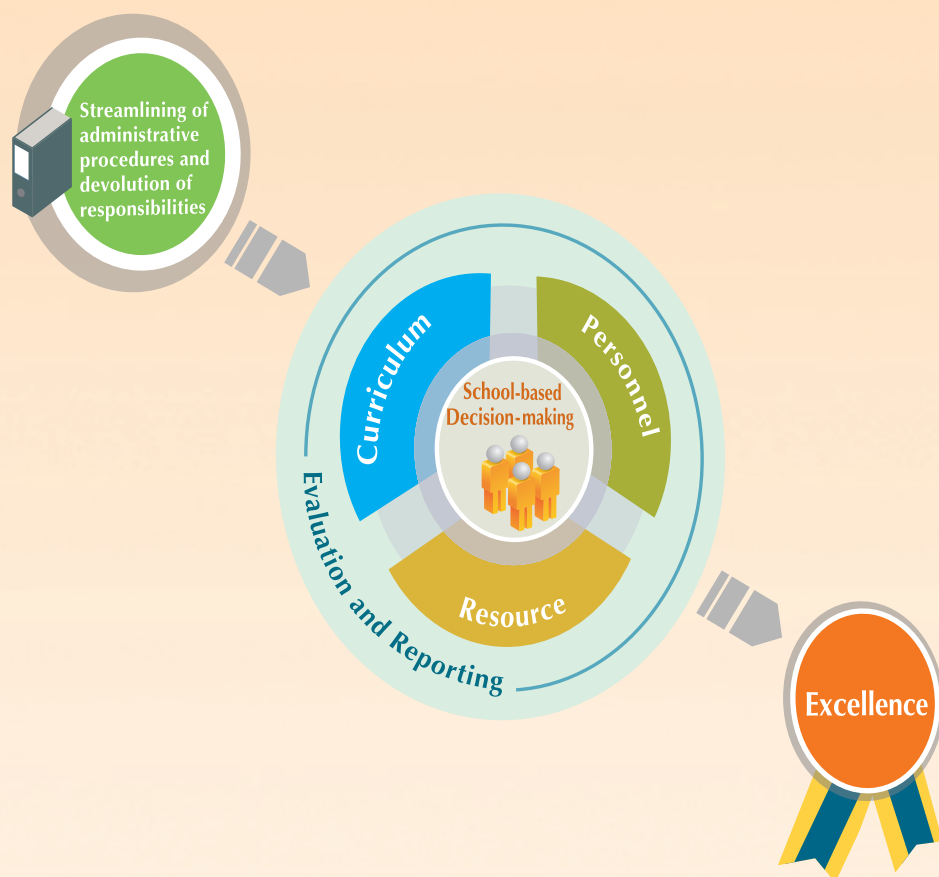 Streamlining of
administrative
procedures and
devolution of
responsibilities
Curriculum
Personnel
School-based
Decision-making
Resource
Evaluation and Reporting
Excellence